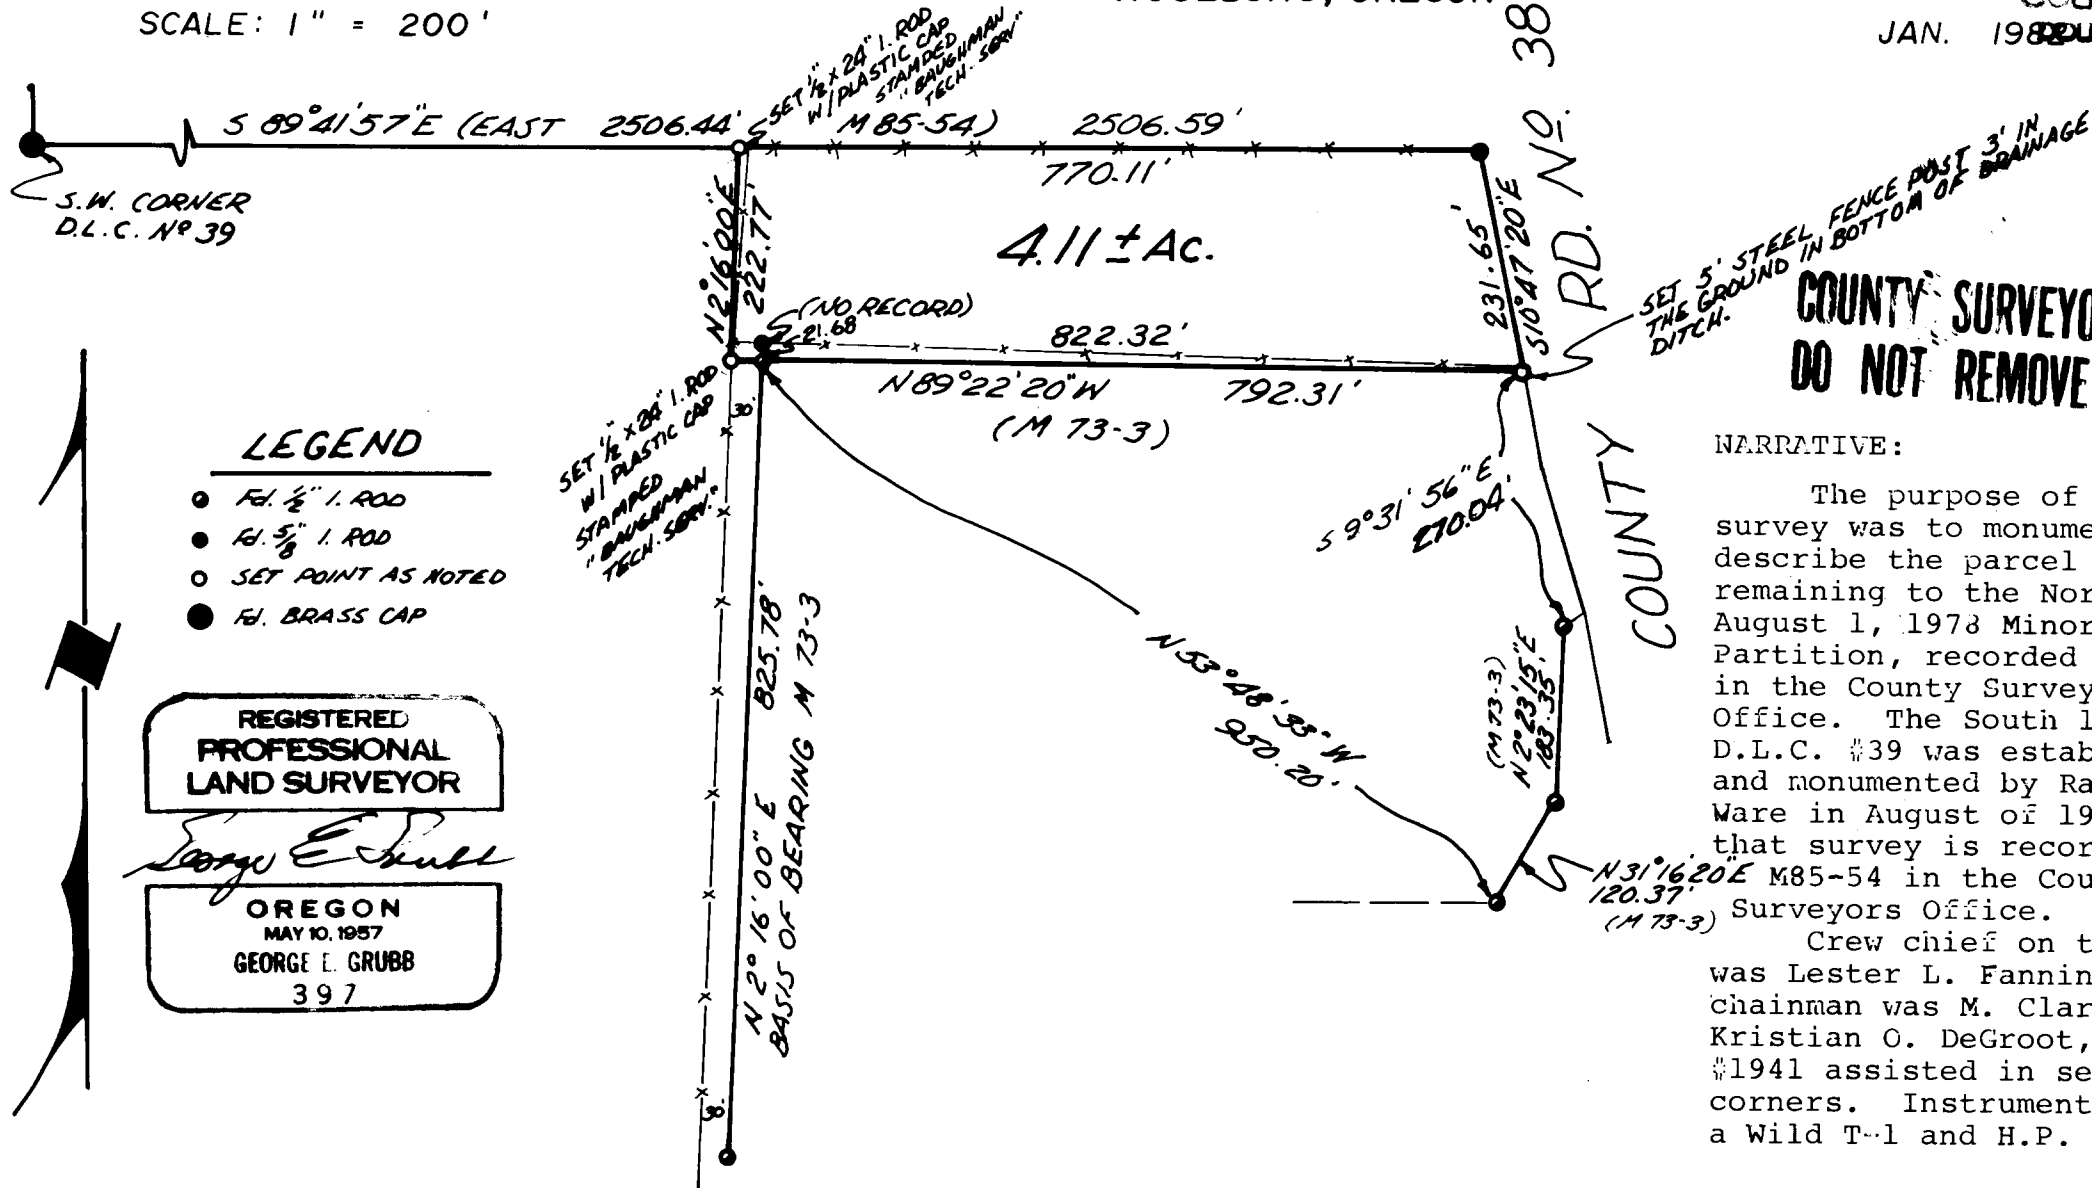 SCALE: 1" = 200'
JAN.
38
RD. Nº.
COUNTY
S 89°41'57"E (EAST 2506.44' M 85-54) 2506.59'
770.11'
SET 1/2" x 24" I. ROD
W/ PLASTIC CAP
STAMPED
"BAUGHMAN
TECH. SERV."
S.W. CORNER
D.L.C. Nº 39
N 2°16'00"E
222.77'
4.11 ± Ac.
231.65'
S10°47'20"E
SET 5' STEEL FENCE POST 3' IN
THE GROUND IN BOTTOM OF DRAINAGE
DITCH.
(NO RECORD)
21.68
822.32'
N 89°22'20"W 792.31'
(M 73-3)
SET 1/2" x 24" I. ROD
W/ PLASTIC CAP
STAMPED
"BAUGHMAN
TECH. SERV."
30'
COUNTY SURVEYO
DO NOT REMOVE
LEGEND
Fd. 1/2" I. ROD
Fd. 5/8" I. ROD
SET POINT AS NOTED
Fd. BRASS CAP
S 9°31'56"E
270.04'
N 53°48'33"W
950.20'
(M 73-3)
N 2°23'15"E
183.35'
N 31°16'20"E
120.37'
(M 73-3)
825.78'
N 2°16'00" E
BASIS OF BEARING M 73-3
30'
REGISTERED
PROFESSIONAL
LAND SURVEYOR
George E Grubb
OREGON
MAY 10, 1957
GEORGE E. GRUBB
397
NARRATIVE:
The purpose of
survey was to monume
describe the parcel
remaining to the Nor
August 1, 1978 Minor
Partition, recorded
in the County Survey
Office. The South l
D.L.C. #39 was estab
and monumented by Ra
Ware in August of 19
that survey is recor
M85-54 in the Cou
Surveyors Office.
Crew chief on t
was Lester L. Fannin
chainman was M. Clar
Kristian O. DeGroot,
#1941 assisted in se
corners. Instrument
a Wild T-1 and H.P.